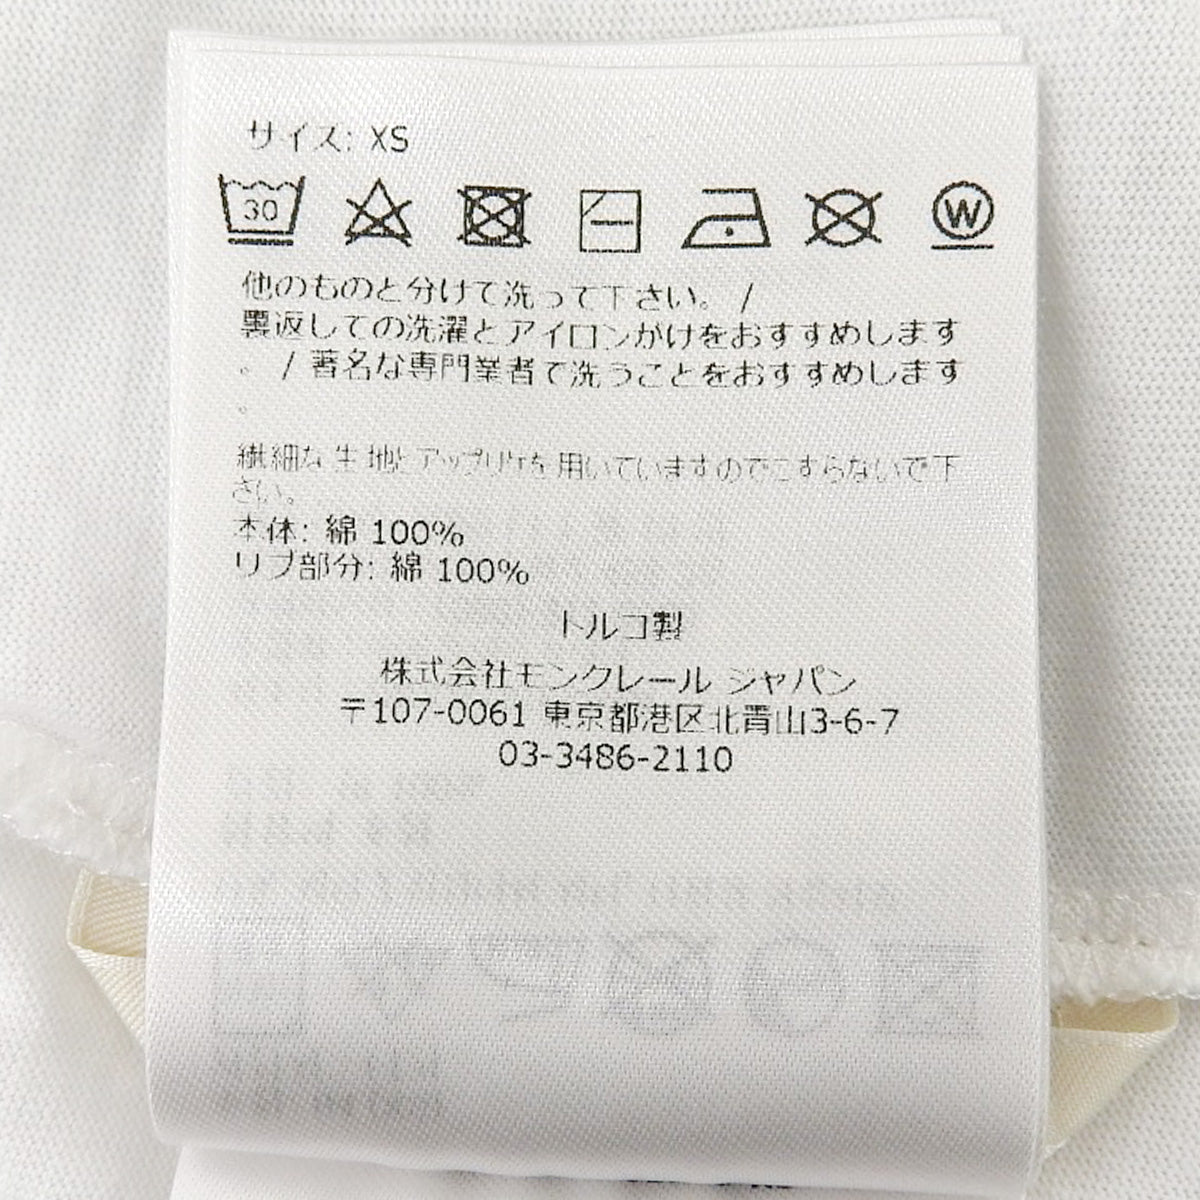 サイズ: XS
30
W
他のものと分けて洗って下さい。 /
裏返しての洗濯とアイロンがけをおすすめします
。 / 著名な専門業者で洗うことをおすすめします
。
繊細な生地とアップリケを用いていますのでこすらないで下
さい。
本体: 綿 100%
リブ部分: 綿 100%
トルコ製
株式会社モンクレール ジャパン
〒107-0061 東京都港区北青山3-6-7
03-3486-2110